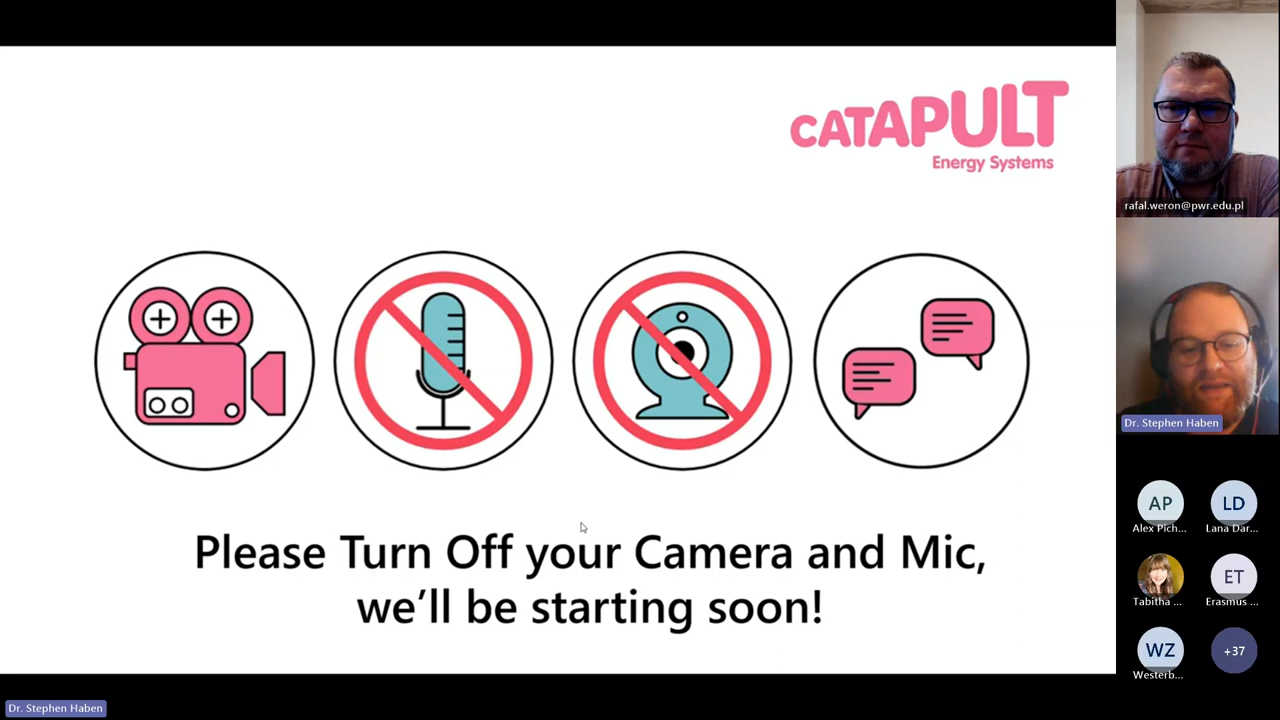 CATAPULT
Energy Systems
Please Turn Off your Camera and Mic,
we'll be starting soon!
rafal.weron@pwr.edu.pl
Dr. Stephen Haben
AP
LD
Alex Pich...
Lana Dar...
ET
Tabitha ...
Erasmus ...
WZ
+37
Westerb...
Dr. Stephen Haben